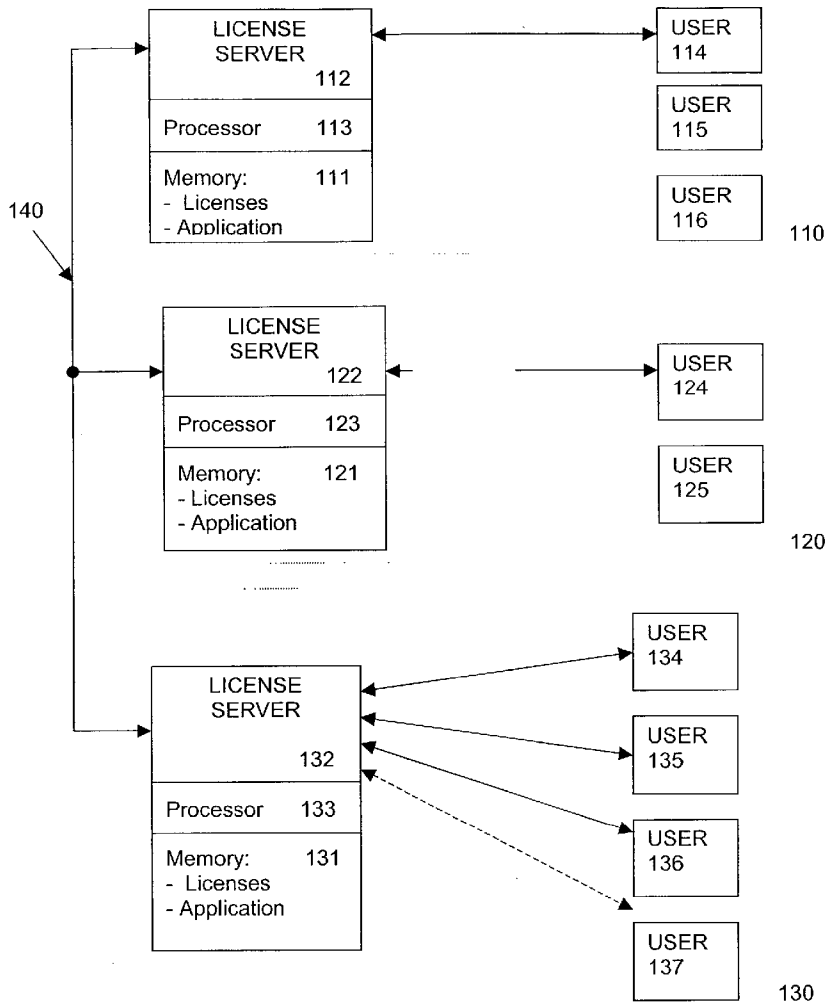 LICENSE
SERVER
112
Processor 113
Memory: 111
- Licenses
- Application
USER
114
USER
115
USER
116
110
140
LICENSE
SERVER
122
Processor 123
Memory: 121
- Licenses
- Application
USER
124
USER
125
120
LICENSE
SERVER
132
Processor 133
Memory: 131
- Licenses
- Application
USER
134
USER
135
USER
136
USER
137
130